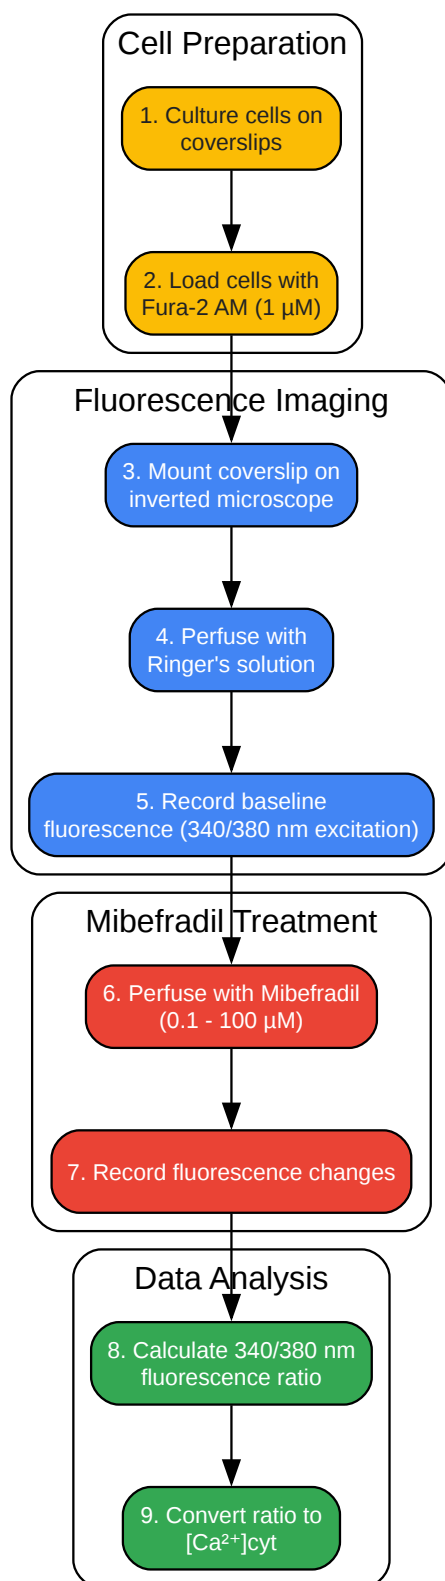 Cell Preparation
1. Culture cells on
coverslips
2. Load cells with
Fura-2 AM (1 µM)
Fluorescence Imaging
3. Mount coverslip on
inverted microscope
4. Perfuse with
Ringer's solution
5. Record baseline
fluorescence (340/380 nm excitation)
Mibefradil Treatment
6. Perfuse with Mibefradil
(0.1 - 100 µM)
7. Record fluorescence changes
Data Analysis
8. Calculate 340/380 nm
fluorescence ratio
9. Convert ratio to
[Ca²⁺]cyt